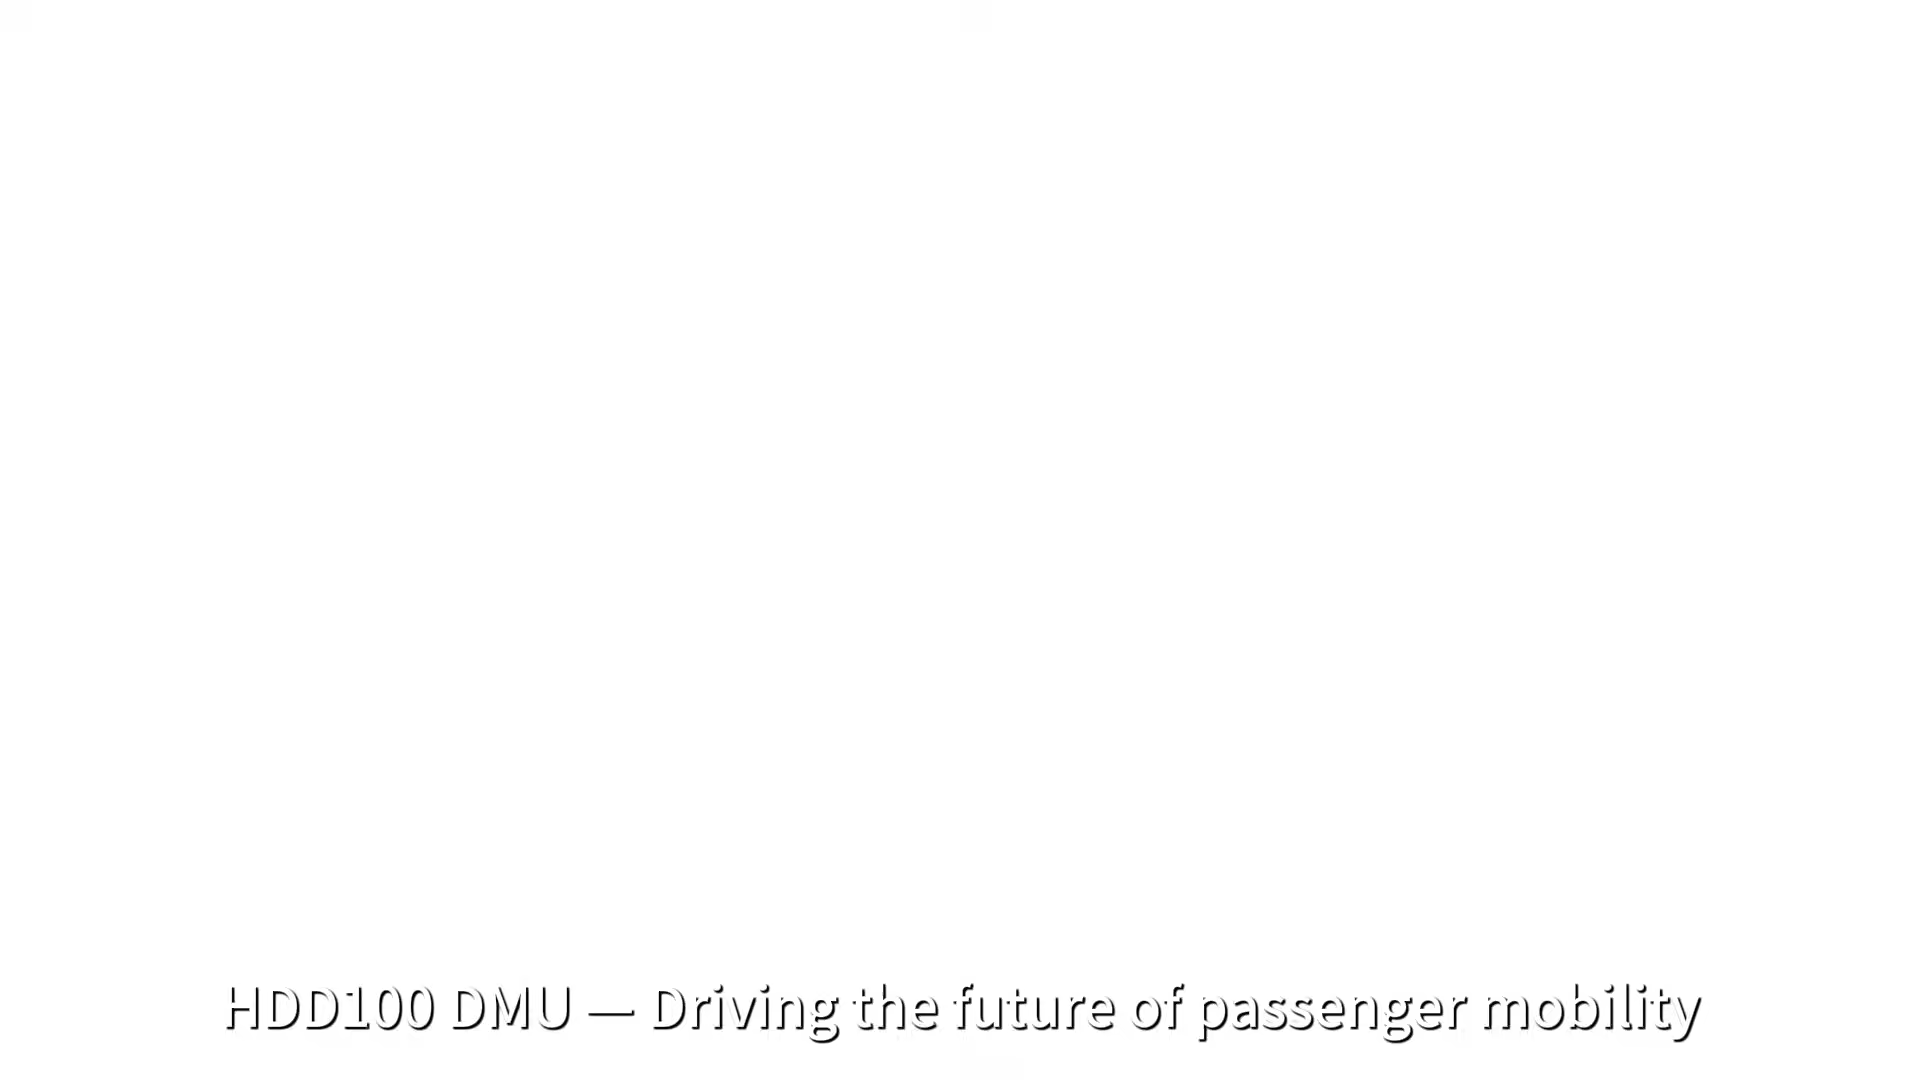 HDD100 DMU — Driving the future of passenger mobility